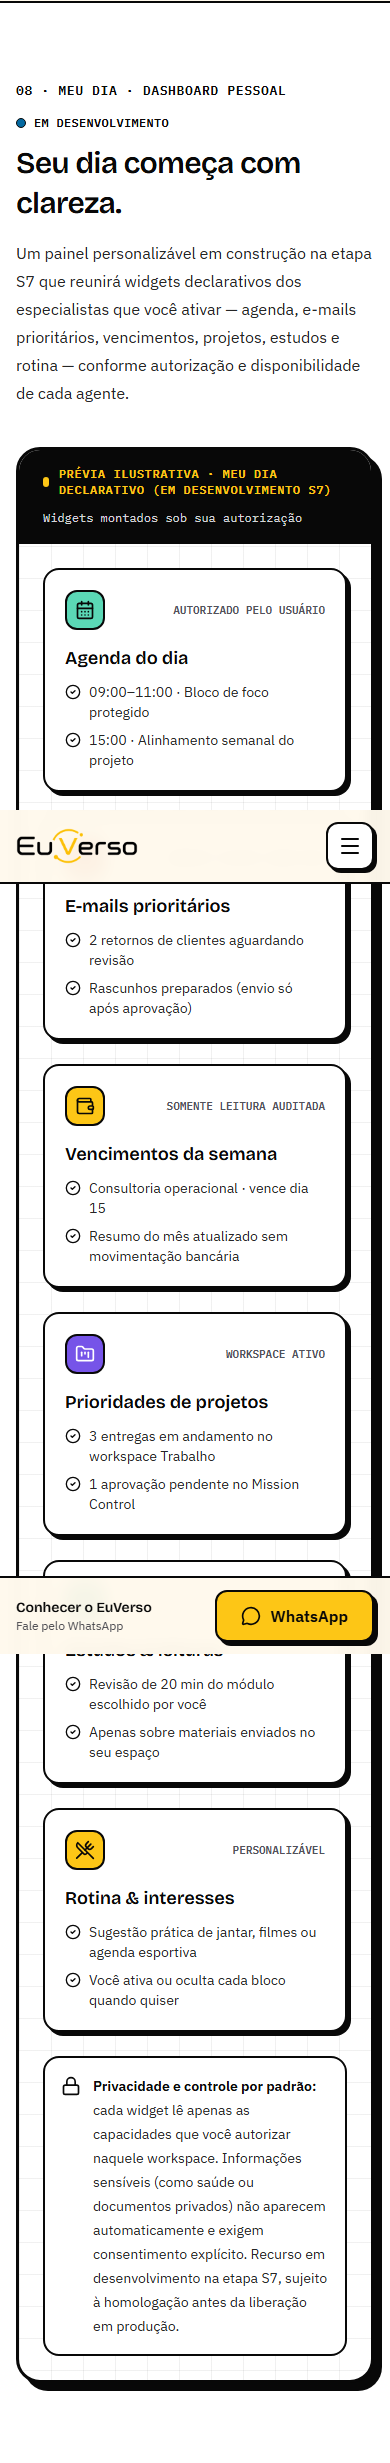 08 · MEU DIA · DASHBOARD PESSOAL
EM DESENVOLVIMENTO
Seu dia começa com
clareza.
Um painel personalizável em construção na etapa
S7 que reunirá widgets declarativos dos
especialistas que você ativar — agenda, e-mails
prioritários, vencimentos, projetos, estudos e
rotina — conforme autorização e disponibilidade
de cada agente.
PRÉVIA ILUSTRATIVA · MEU DIA
DECLARATIVO (EM DESENVOLVIMENTO S7)
Widgets montados sob sua autorização
AUTORIZADO PELO USUÁRIO
Agenda do dia
09:00–11:00 · Bloco de foco
protegido
15:00 · Alinhamento semanal do
projeto
EuVerso
E-mails prioritários
2 retornos de clientes aguardando
revisão
Rascunhos preparados (envio só
após aprovação)
SOMENTE LEITURA AUDITADA
Vencimentos da semana
Consultoria operacional · vence dia
15
Resumo do mês atualizado sem
movimentação bancária
WORKSPACE ATIVO
Prioridades de projetos
3 entregas em andamento no
workspace Trabalho
1 aprovação pendente no Mission
Control
Conhecer o EuVerso
Fale pelo WhatsApp
WhatsApp
Estudos & leituras
Revisão de 20 min do módulo
escolhido por você
Apenas sobre materiais enviados no
seu espaço
PERSONALIZÁVEL
Rotina & interesses
Sugestão prática de jantar, filmes ou
agenda esportiva
Você ativa ou oculta cada bloco
quando quiser
Privacidade e controle por padrão:
cada widget lê apenas as
capacidades que você autorizar
naquele workspace. Informações
sensíveis (como saúde ou
documentos privados) não aparecem
automaticamente e exigem
consentimento explícito. Recurso em
desenvolvimento na etapa S7, sujeito
à homologação antes da liberação
em produção.